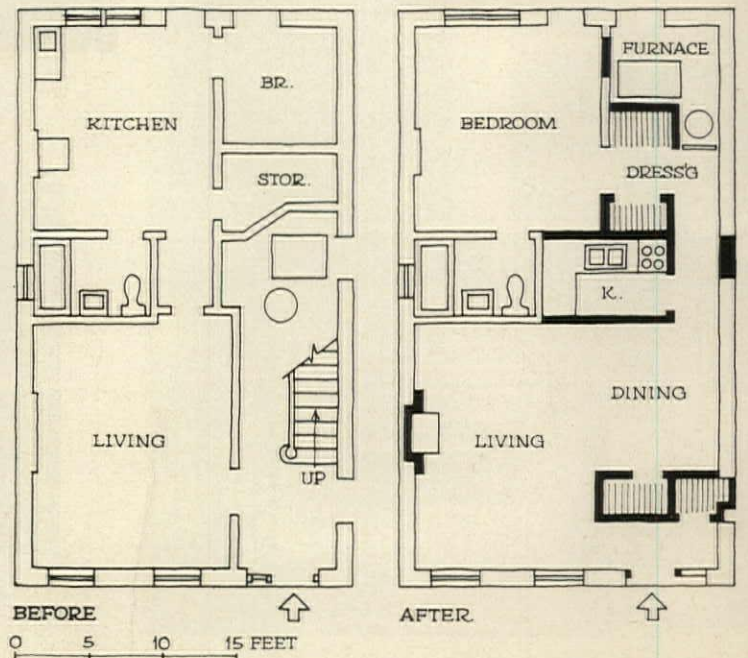 KITCHEN
BR.
STOR.
LIVING
UP
BEFORE
0 5 10 15 FEET
FURNACE
BEDROOM
DRESS'G
K.
DINING
LIVING
AFTER